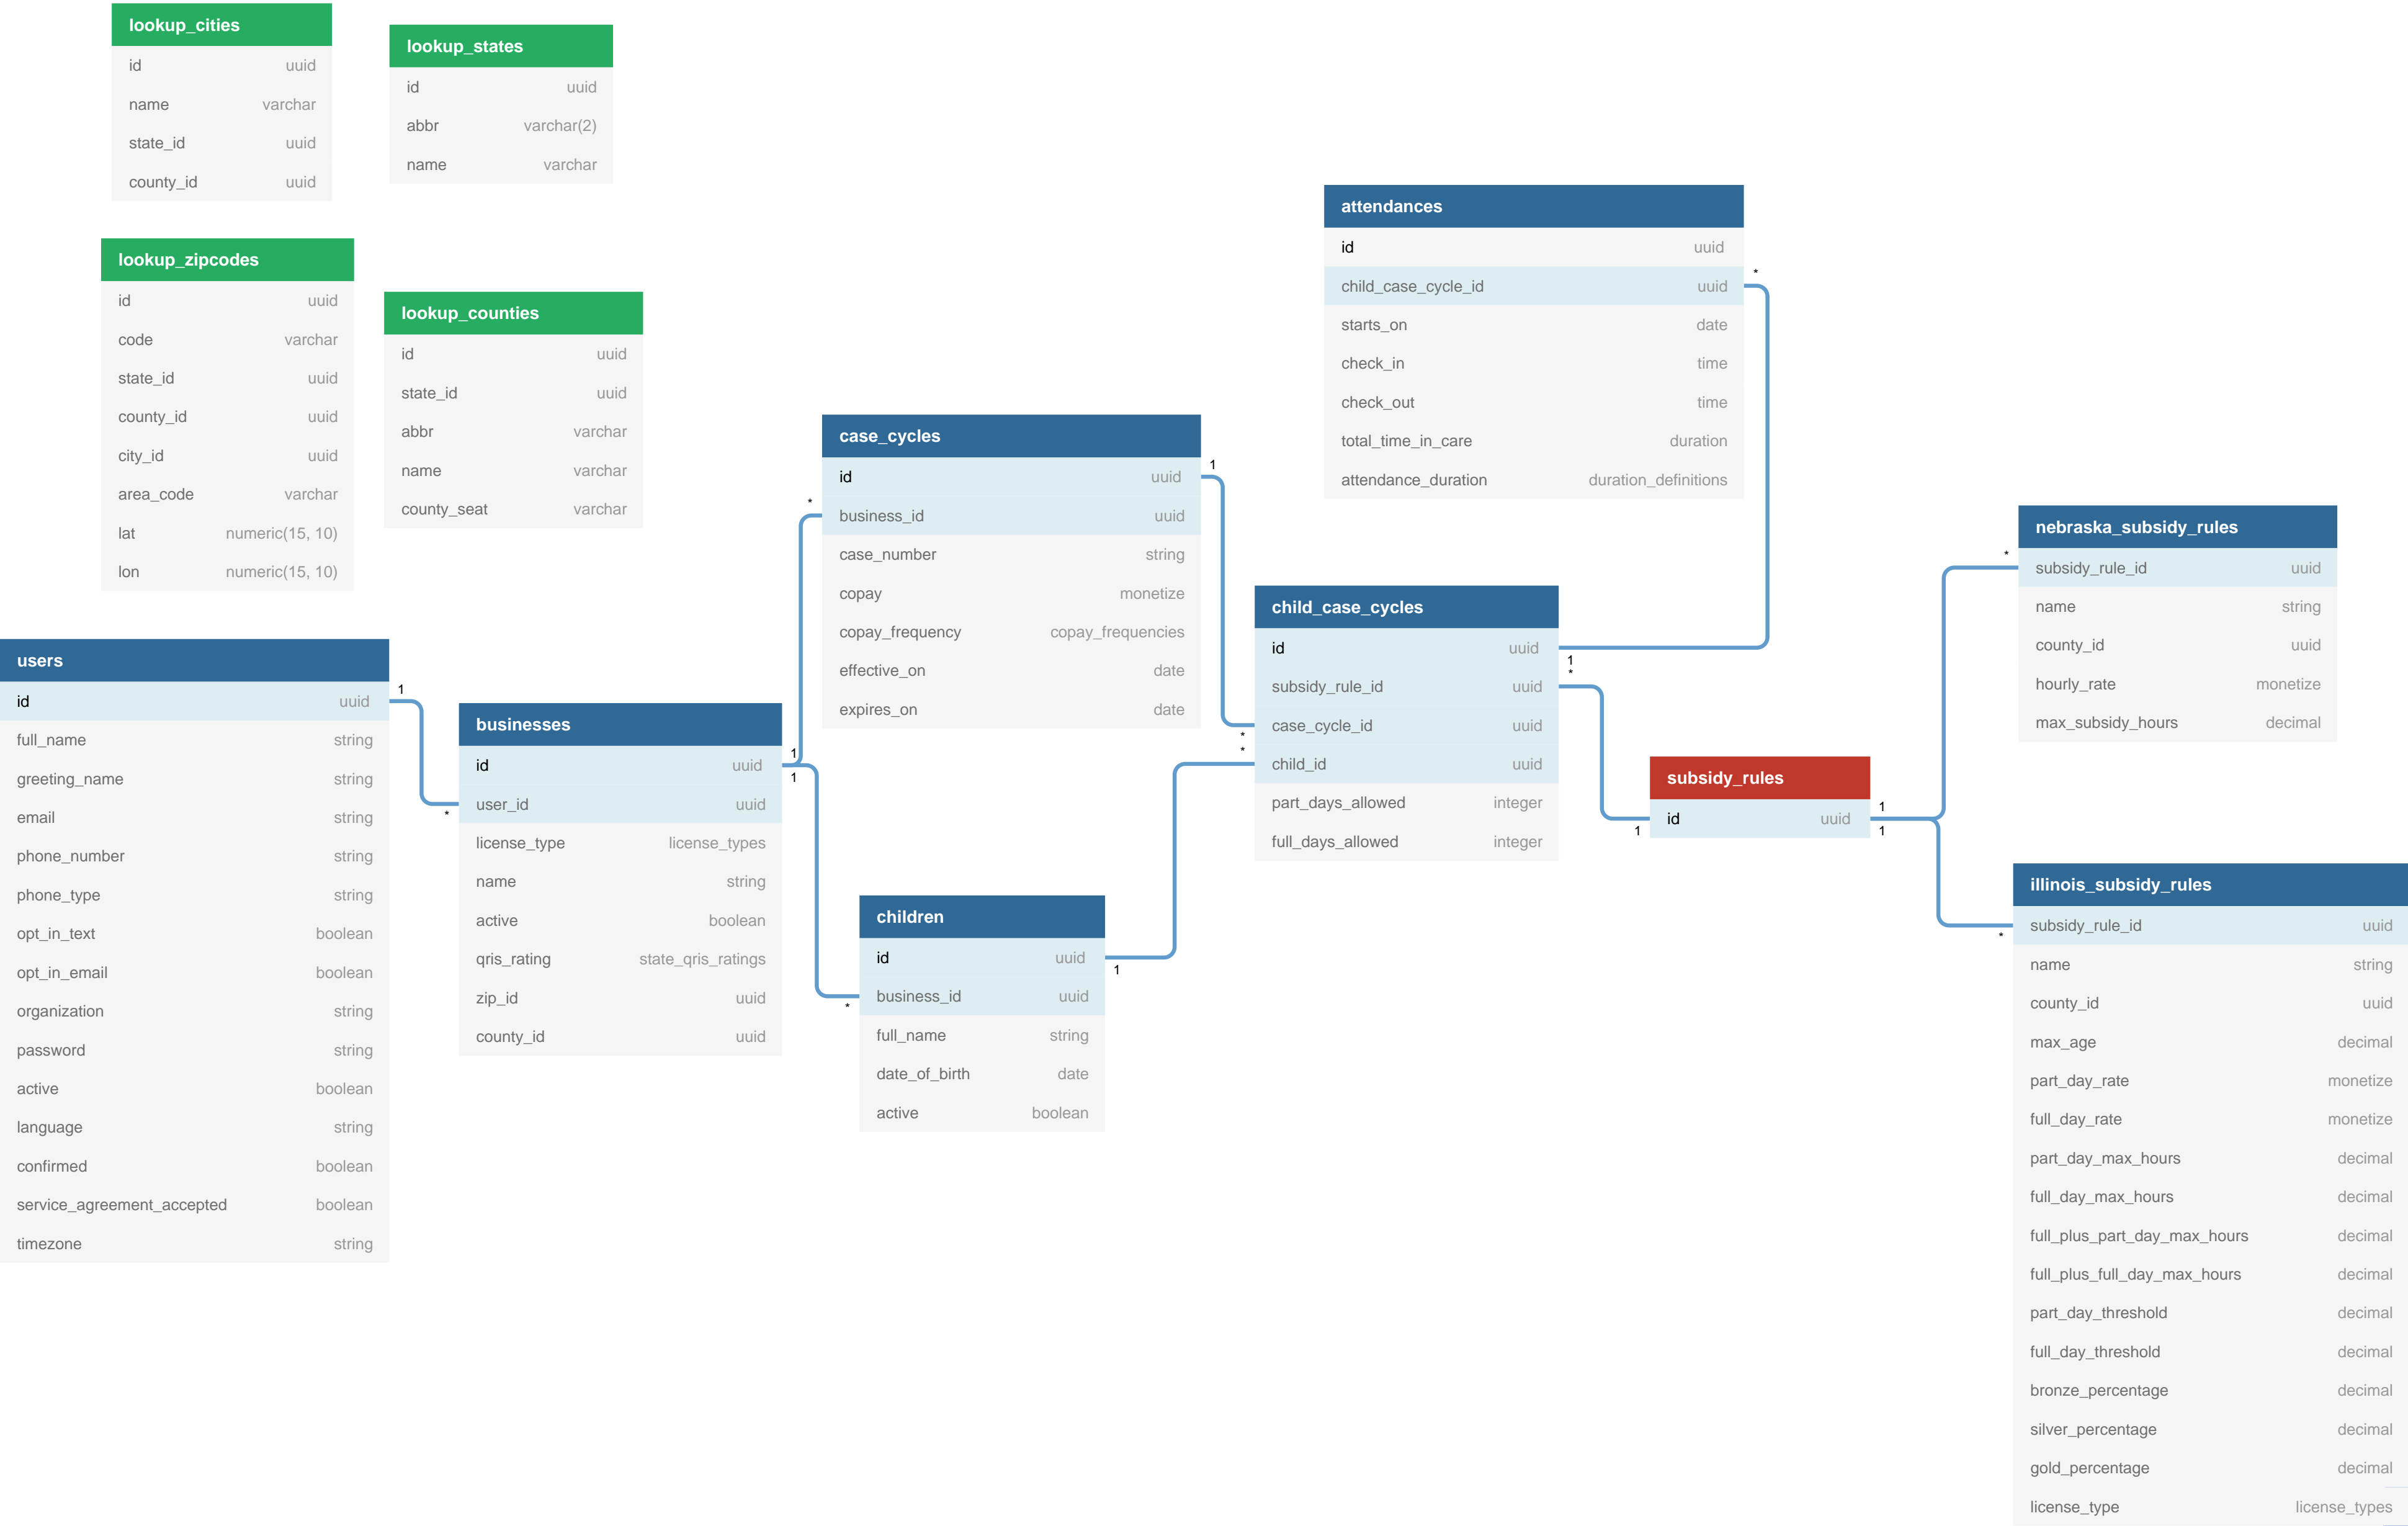 lookup_cities
id uuid
name varchar
state_id uuid
county_id uuid
lookup_states
id uuid
abbr varchar(2)
name varchar
lookup_zipcodes
id uuid
code varchar
state_id uuid
county_id uuid
city_id uuid
area_code varchar
lat numeric(15, 10)
lon numeric(15, 10)
lookup_counties
id uuid
state_id uuid
abbr varchar
name varchar
county_seat varchar
users
id uuid
full_name string
greeting_name string
email string
phone_number string
phone_type string
opt_in_text boolean
opt_in_email boolean
organization string
password string
active boolean
language string
confirmed boolean
service_agreement_accepted boolean
timezone string
1
*
businesses
id uuid
user_id uuid
license_type license_types
name string
active boolean
qris_rating state_qris_ratings
zip_id uuid
county_id uuid
1
1
*
*
case_cycles
id uuid
business_id uuid
case_number string
copay monetize
copay_frequency copay_frequencies
effective_on date
expires_on date
1
*
children
id uuid
business_id uuid
full_name string
date_of_birth date
active boolean
1
*
attendances
id uuid
child_case_cycle_id uuid
starts_on date
check_in time
check_out time
total_time_in_care duration
attendance_duration duration_definitions
*
child_case_cycles
id uuid
subsidy_rule_id uuid
case_cycle_id uuid
child_id uuid
part_days_allowed integer
full_days_allowed integer
1
*
1
subsidy_rules
id uuid
1
1
*
*
nebraska_subsidy_rules
subsidy_rule_id uuid
name string
county_id uuid
hourly_rate monetize
max_subsidy_hours decimal
illinois_subsidy_rules
subsidy_rule_id uuid
name string
county_id uuid
max_age decimal
part_day_rate monetize
full_day_rate monetize
part_day_max_hours decimal
full_day_max_hours decimal
full_plus_part_day_max_hours decimal
full_plus_full_day_max_hours decimal
part_day_threshold decimal
full_day_threshold decimal
bronze_percentage decimal
silver_percentage decimal
gold_percentage decimal
license_type license_types